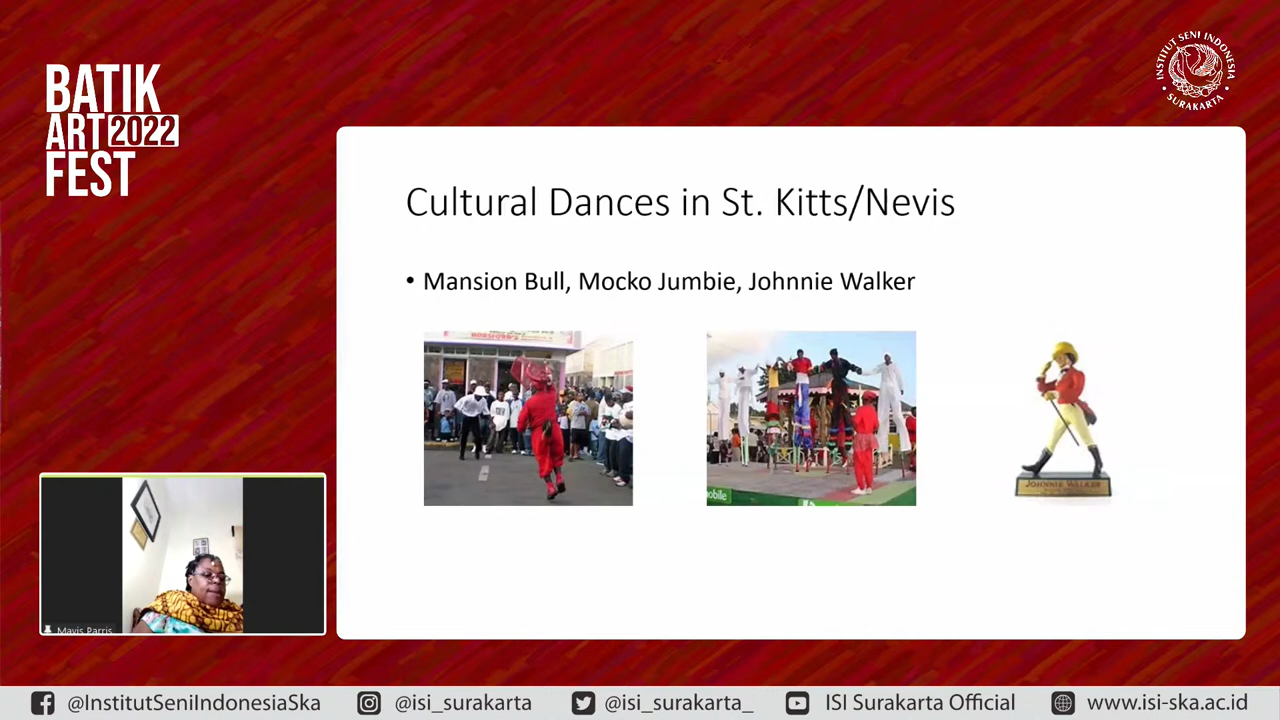 BATIK
ART 2022
FEST
INSTITUT SENI INDONESIA
SURAKARTA
Cultural Dances in St. Kitts/Nevis
• Mansion Bull, Mocko Jumbie, Johnnie Walker
JOHNNIE WALKER
Mavis Parris
@InstitutSeniIndonesiaSka
@isi_surakarta
@isi_surakarta_
ISI Surakarta Official
www.isi-ska.ac.id